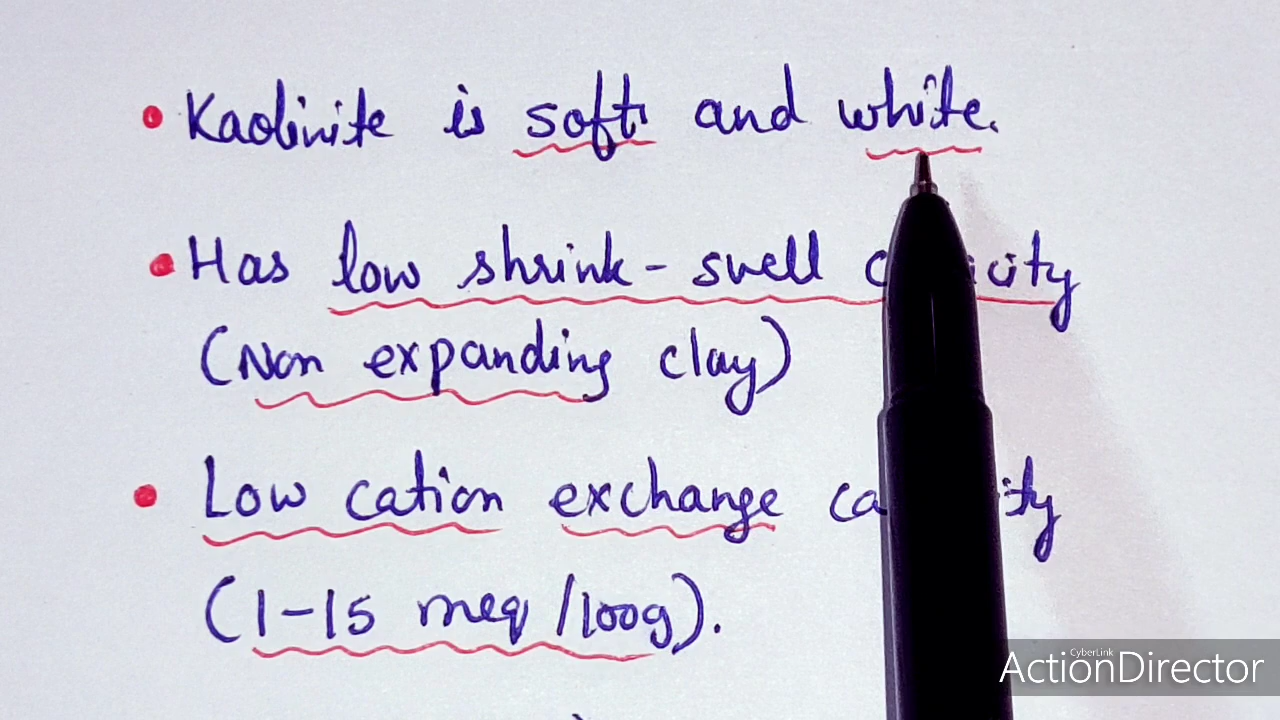 • Kaolinite is soft and white.
• Has low shrink-swell
(Non expanding clay)
• Low cation exchange
(1-15 meq/100g).
CyberLink
ActionDirector